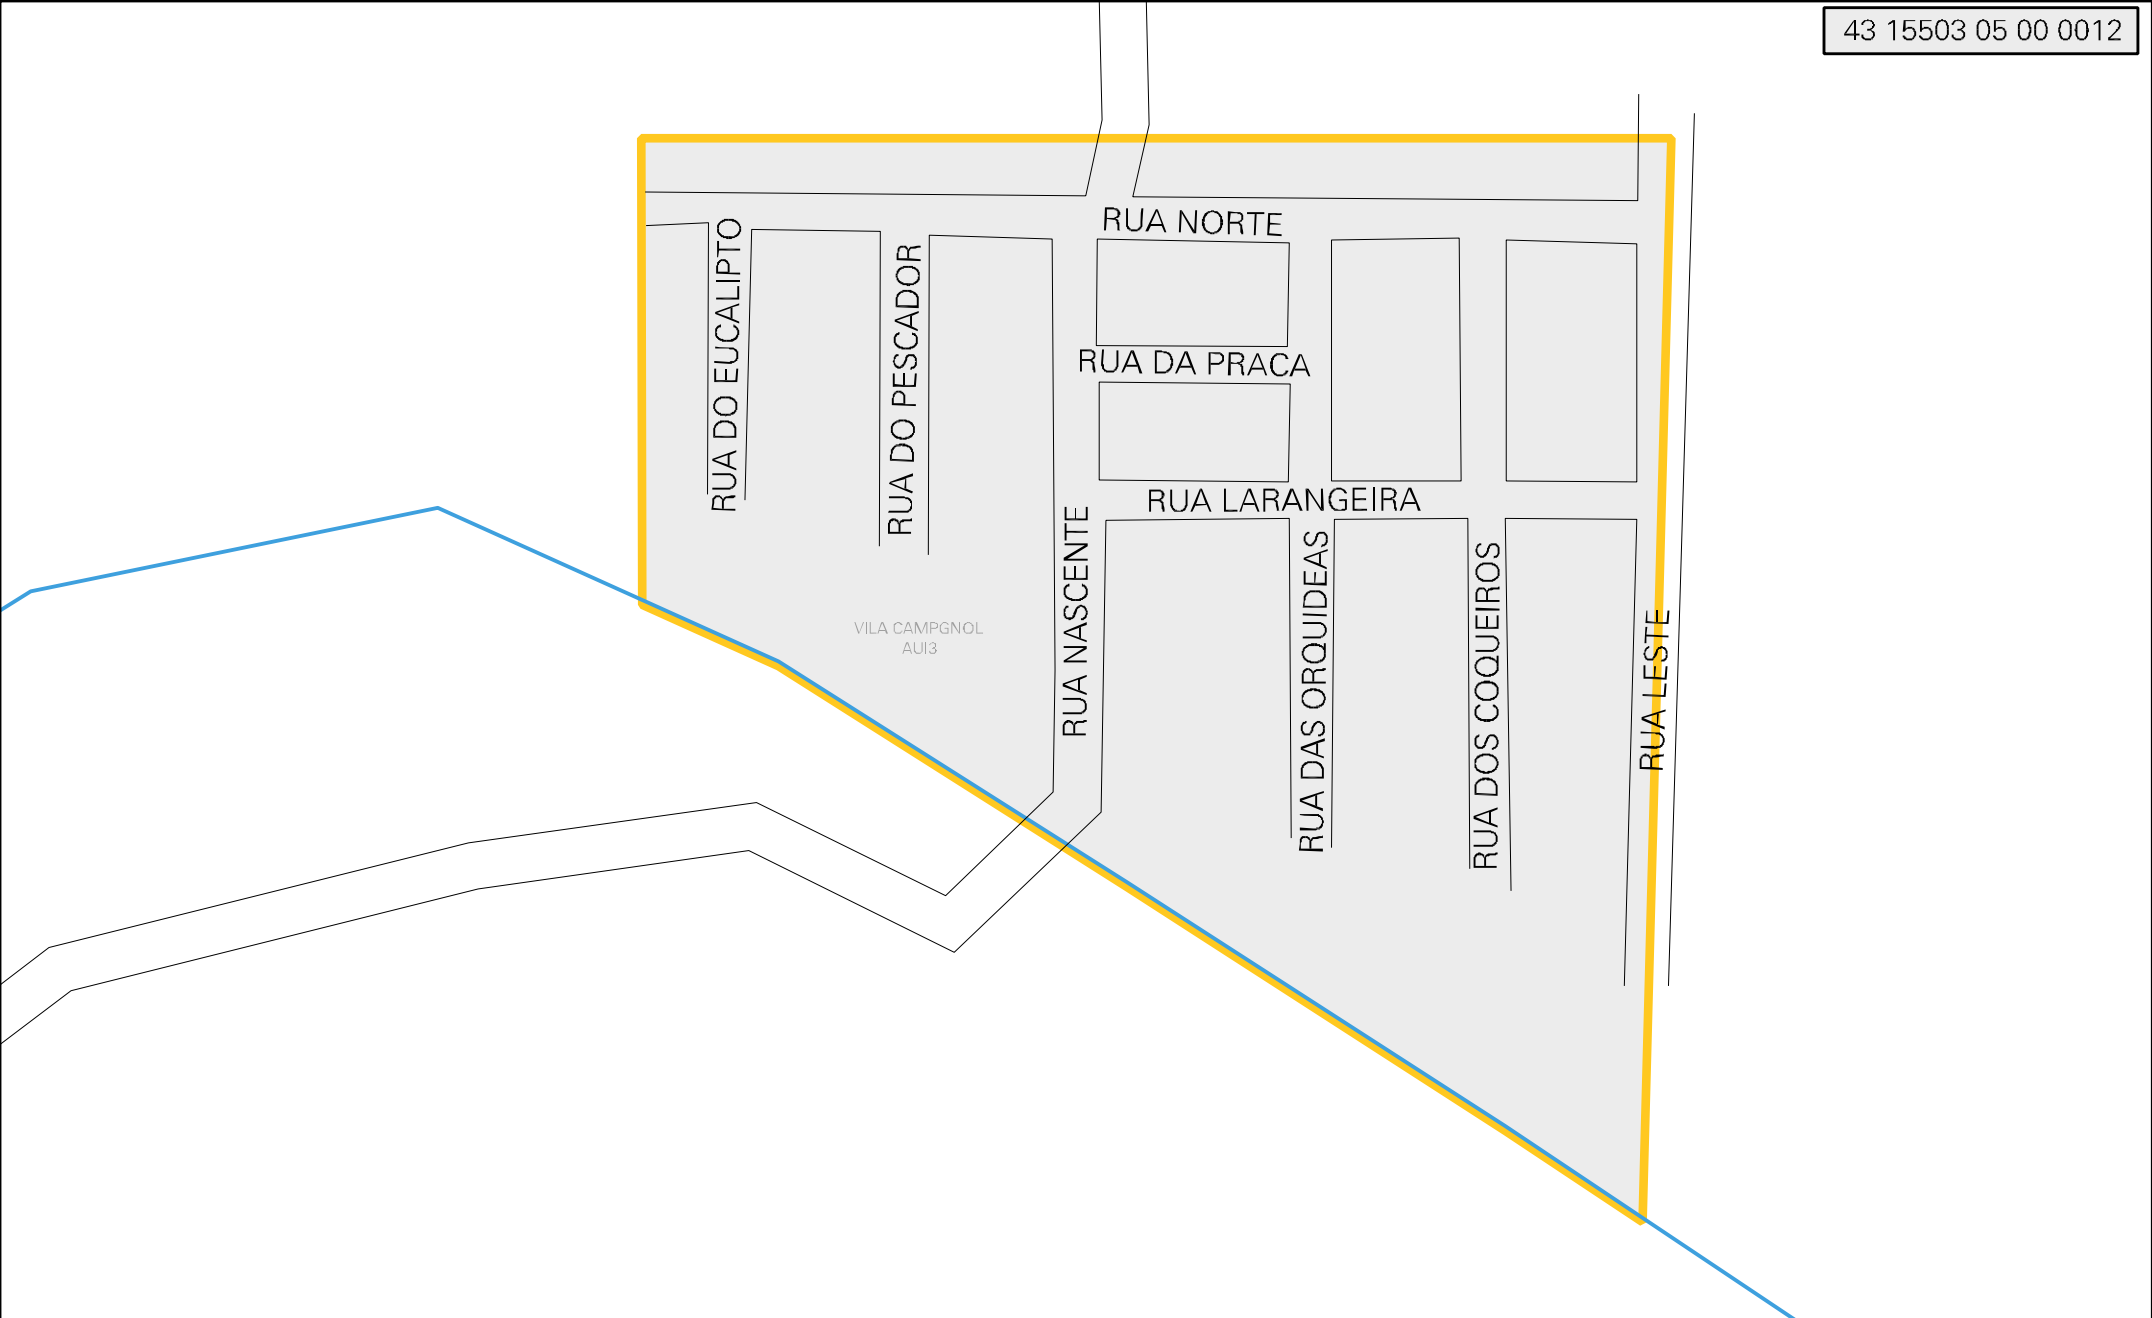 43 15503 05 00 0012
RUA NORTE
RUA DO EUCALIPTO
RUA DO PESCADOR
RUA DA PRACA
RUA LARANGEIRA
RUA NASCENTE
RUA DAS ORQUIDEAS
RUA DOS COQUEIROS
RUA LESTE
VILA CAMPGNOL
AUI3